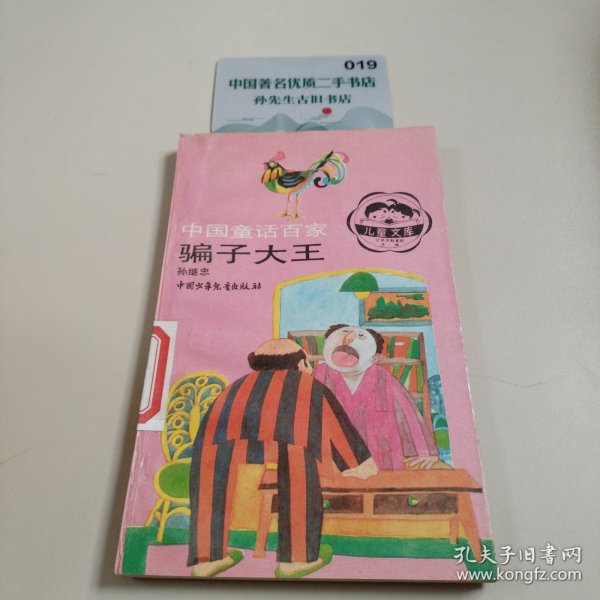 019
中国著名优质二手书店
孙先生古旧书店
中国童话百家
儿童文库
骗子大王
孙继忠
中国少年儿童出版社
孔夫子旧书网
www.kongfz.com